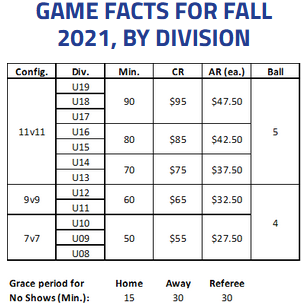 GAME FACTS FOR FALL
2021, BY DIVISION
Config. Div. Min. CR AR (ea.) Ball
U19
U18 90 $95 $47.50
U17
11v11 U16 80 $85 $42.50 5
U15
U14 70 $75 $37.50
U13
9v9 U12 60 $65 $32.50
U11
7v7 U10 50 $55 $27.50 4
U09
U08
Grace period for Home Away Referee
No Shows (Min.): 15 30 30